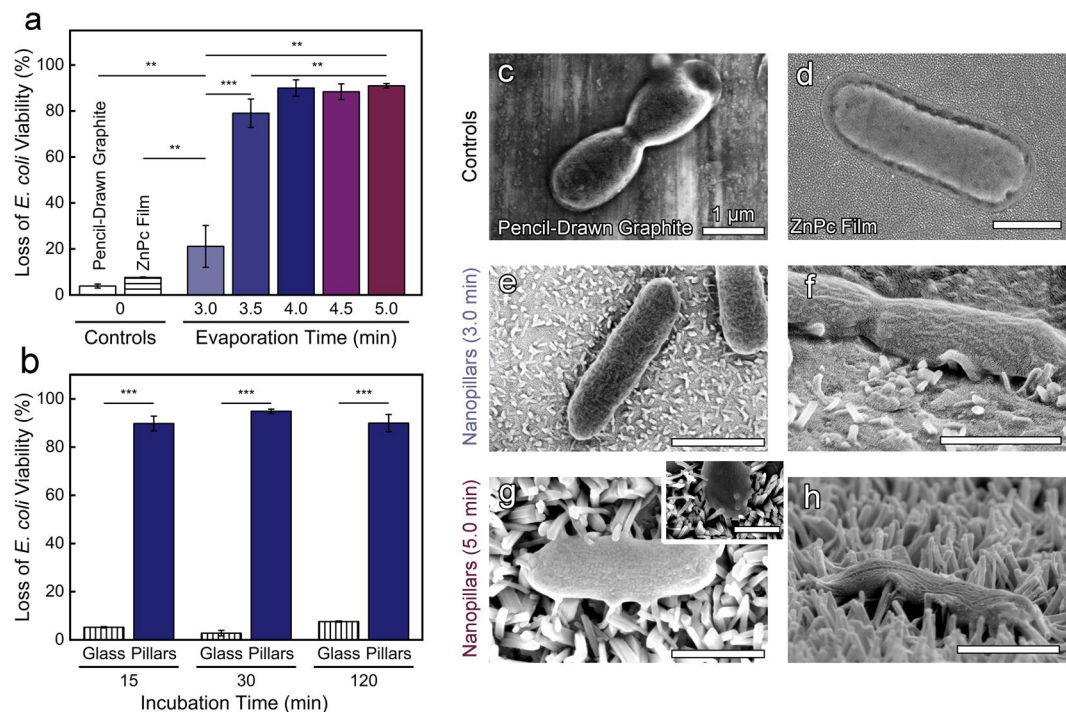 a
Loss of E. coli Viability (%)
100
80
60
40
20
0
**
**
**
***
**
Pencil-Drawn Graphite
ZnPc Film
0
3.0
3.5
4.0
4.5
5.0
Controls
Evaporation Time (min)
b
Loss of E. coli Viability (%)
100
80
60
40
20
0
***
***
***
Glass Pillars
Glass Pillars
Glass Pillars
15
30
120
Incubation Time (min)
Controls
c
Pencil-Drawn Graphite
1 µm
d
ZnPc Film
Nanopillars (3.0 min)
e
f
Nanopillars (5.0 min)
g
h